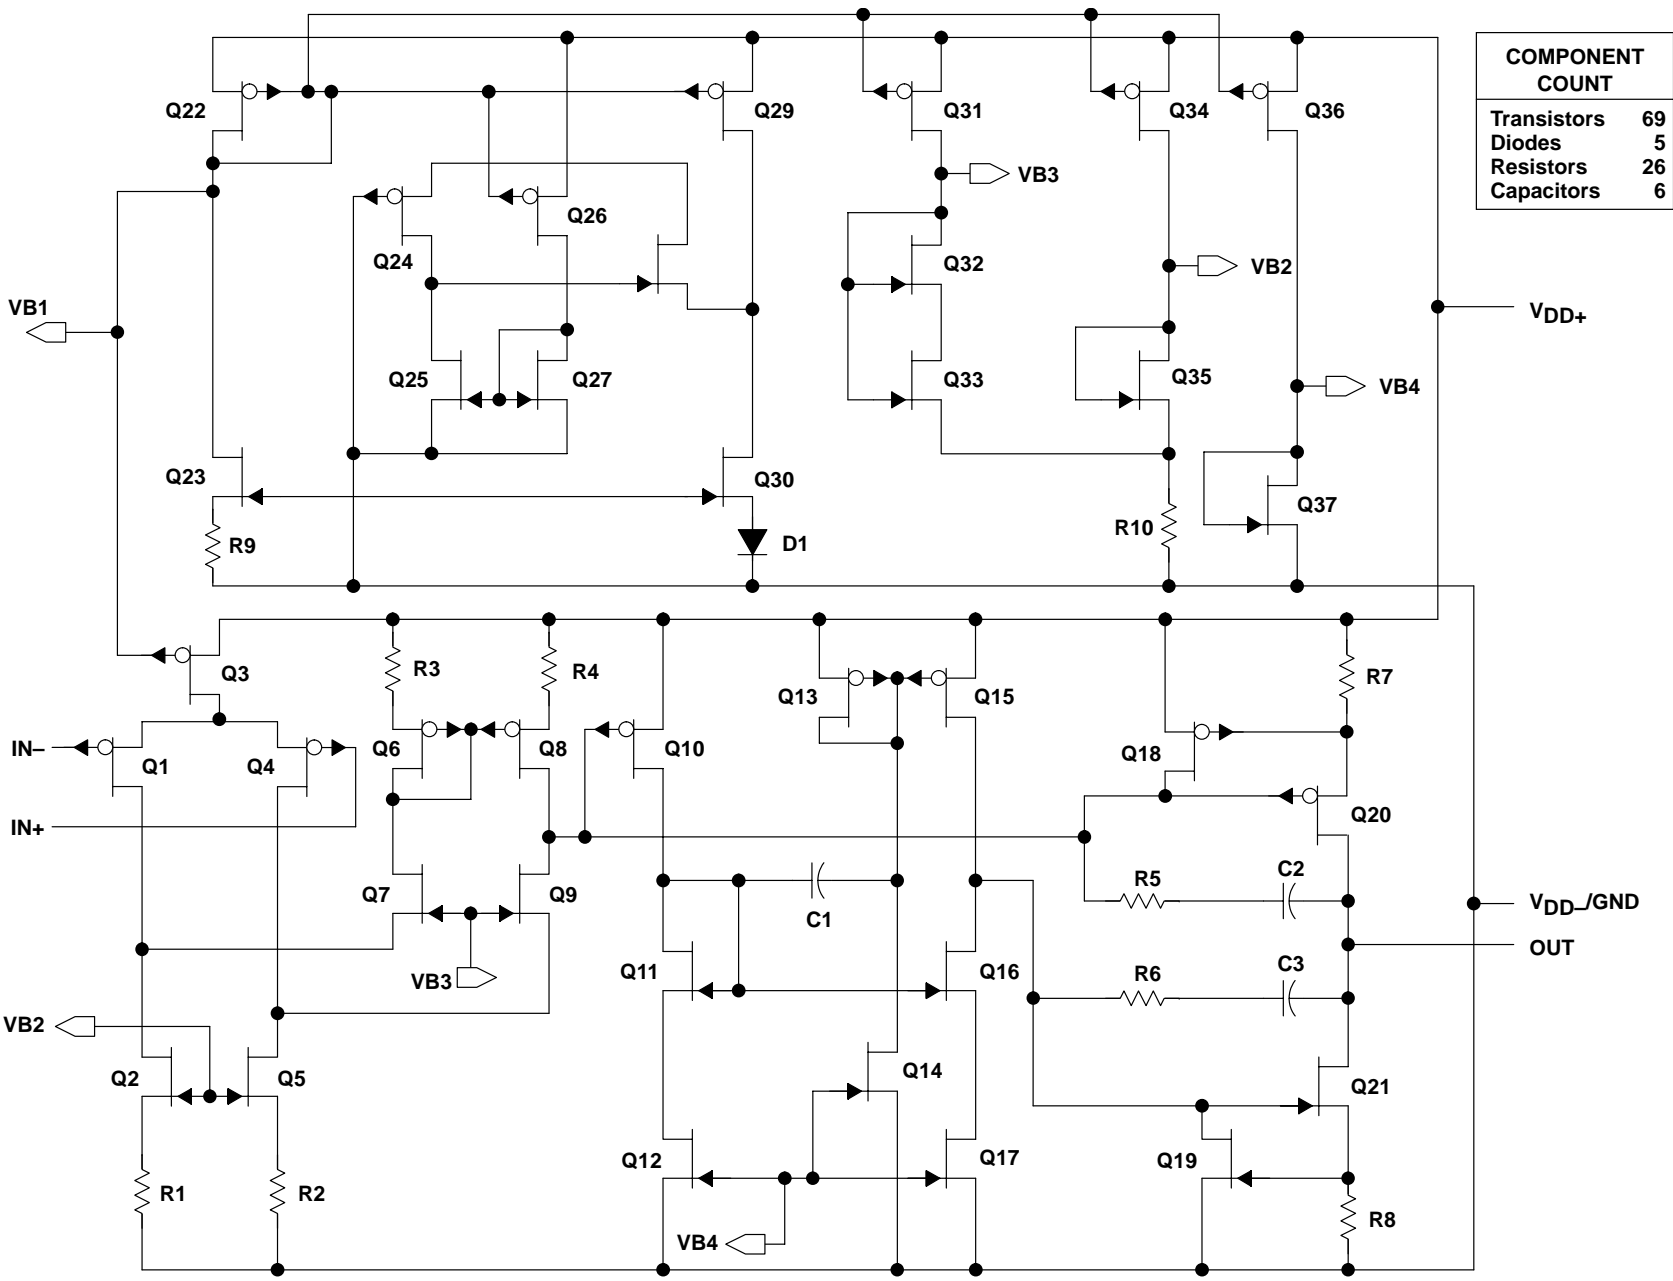 COMPONENT
COUNT
Transistors 69
Diodes 5
Resistors 26
Capacitors 6
Q22
Q29
Q31
Q34
Q36
VB3
Q26
Q24
Q32
VB2
VB1
VDD+
Q25
Q27
Q33
Q35
VB4
Q23
Q30
Q37
R9
D1
R10
Q3
R3
R4
Q13
Q15
R7
IN–
Q1
Q4
Q6
Q8
Q10
Q18
IN+
Q20
Q7
Q9
C1
R5
C2
VDD–/GND
OUT
VB3
Q11
Q16
R6
C3
VB2
Q2
Q5
Q14
Q21
Q12
Q17
Q19
R1
R2
R8
VB4